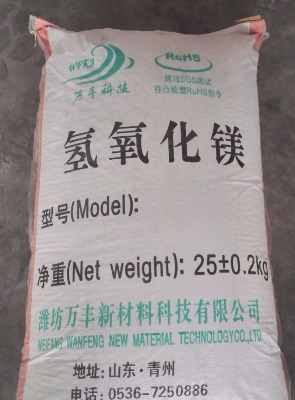 WFKJ
万丰科技
RoHS
通过SGS测试
符合欧盟RoHS指令
氢氧化镁
型号(Model):
净重(Net weight): 25±0.2kg
潍坊万丰新材料科技有限公司
WEIFANG WANFENG NEW MATERIAL TECHNOLOGYCO.,LTD
地址: 山东·青州
电话: 0536-7250886